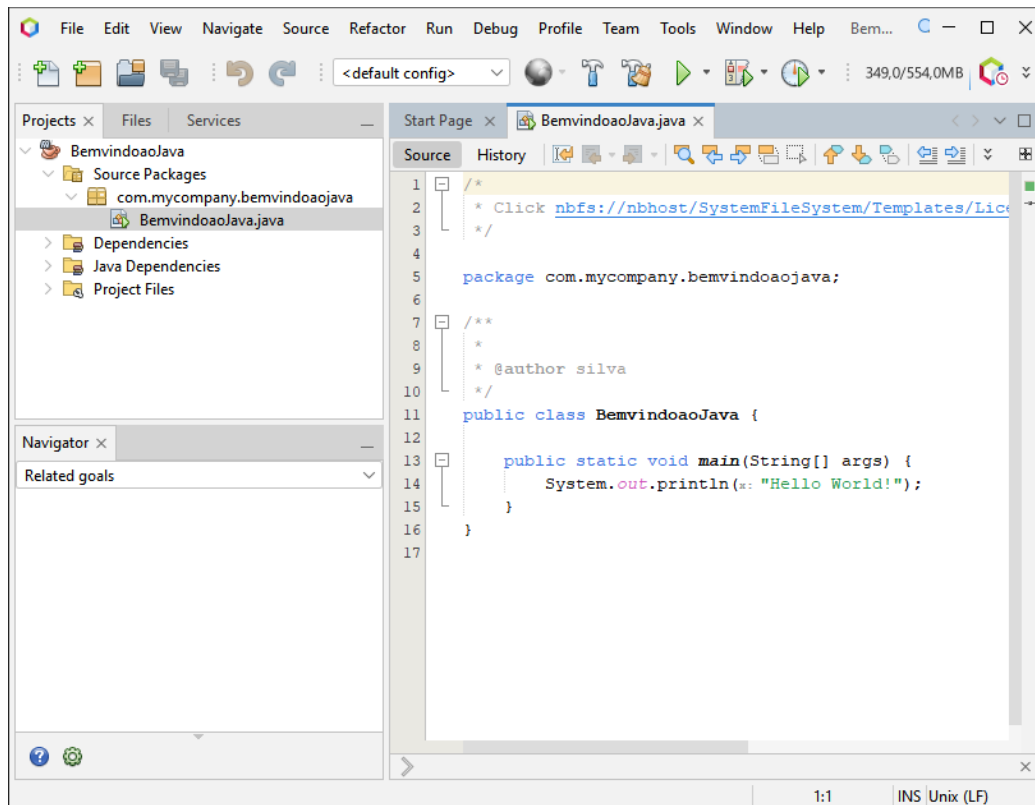 File Edit View Navigate Source Refactor Run Debug Profile Team Tools Window Help Bem...
<default config> 349,0/554,0MB
Projects Files Services
BemvindoaoJava
Source Packages
com.mycompany.bemvindoaojava
BemvindoaoJava.java
Dependencies
Java Dependencies
Project Files
Navigator
Related goals
Start Page BemvindoaoJava.java
Source History
1 /*
2 * Click nbfs://nbhost/SystemFileSystem/Templates/Lice
3 */
4
5 package com.mycompany.bemvindoaojava;
6
7 /**
8 *
9 * @author silva
10 */
11 public class BemvindoaoJava {
12
13 public static void main(String[] args) {
14 System.out.println(x: "Hello World!");
15 }
16 }
17
1:1 INS Unix (LF)